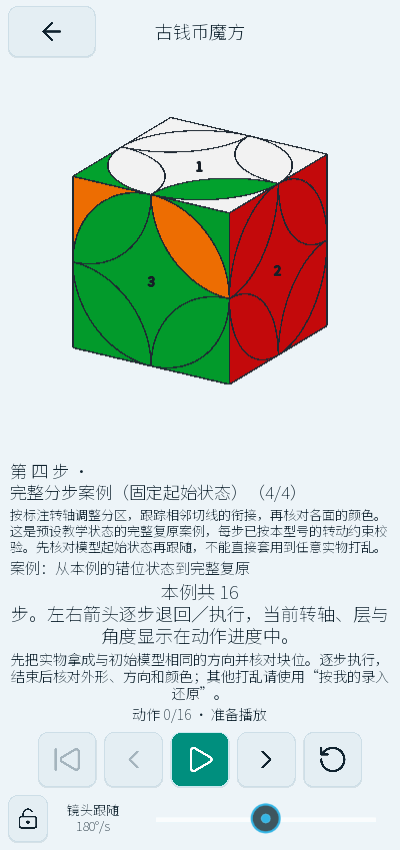 古钱币魔方
1
2
3
第 四 步 ·
完整分步案例（固定起始状态）（4/4）
按标注转轴调整分区，跟踪相邻切线的衔接，再核对各面的颜色。
这是预设教学状态的完整复原案例，每步已按本型号的转动约束校
验。先核对模型起始状态再跟随，不能直接套用到任意实物打乱。
案例：从本例的错位状态到完整复原
本例共 16
步。左右箭头逐步退回／执行，当前转轴、层与
角度显示在动作进度中。
先把实物拿成与初始模型相同的方向并核对块位。逐步执行，
结束后核对外形、方向和颜色；其他打乱请使用“按我的录入
还原”。
动作 0/16 · 准备播放
镜头跟随
180°/s